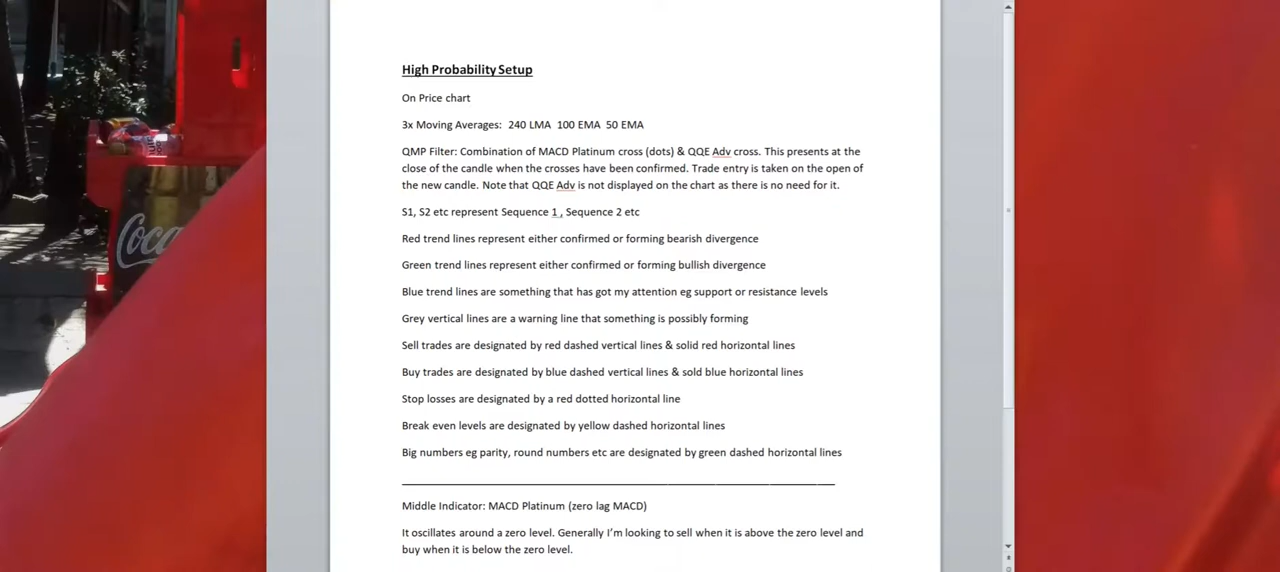 High Probability Setup
On Price chart
3x Moving Averages:  240 LMA  100 EMA  50 EMA
QMP Filter: Combination of MACD Platinum cross (dots) & QQE Adv cross. This presents at the
close of the candle when the crosses have been confirmed. Trade entry is taken on the open of
the new candle. Note that QQE Adv is not displayed on the chart as there is no need for it.
S1, S2 etc represent Sequence 1 , Sequence 2 etc
Red trend lines represent either confirmed or forming bearish divergence
Green trend lines represent either confirmed or forming bullish divergence
Blue trend lines are something that has got my attention eg support or resistance levels
Grey vertical lines are a warning line that something is possibly forming
Sell trades are designated by red dashed vertical lines & solid red horizontal lines
Buy trades are designated by blue dashed vertical lines & sold blue horizontal lines
Stop losses are designated by a red dotted horizontal line
Break even levels are designated by yellow dashed horizontal lines
Big numbers eg parity, round numbers etc are designated by green dashed horizontal lines
Middle Indicator: MACD Platinum (zero lag MACD)
It oscillates around a zero level. Generally I'm looking to sell when it is above the zero level and
buy when it is below the zero level.
Coca